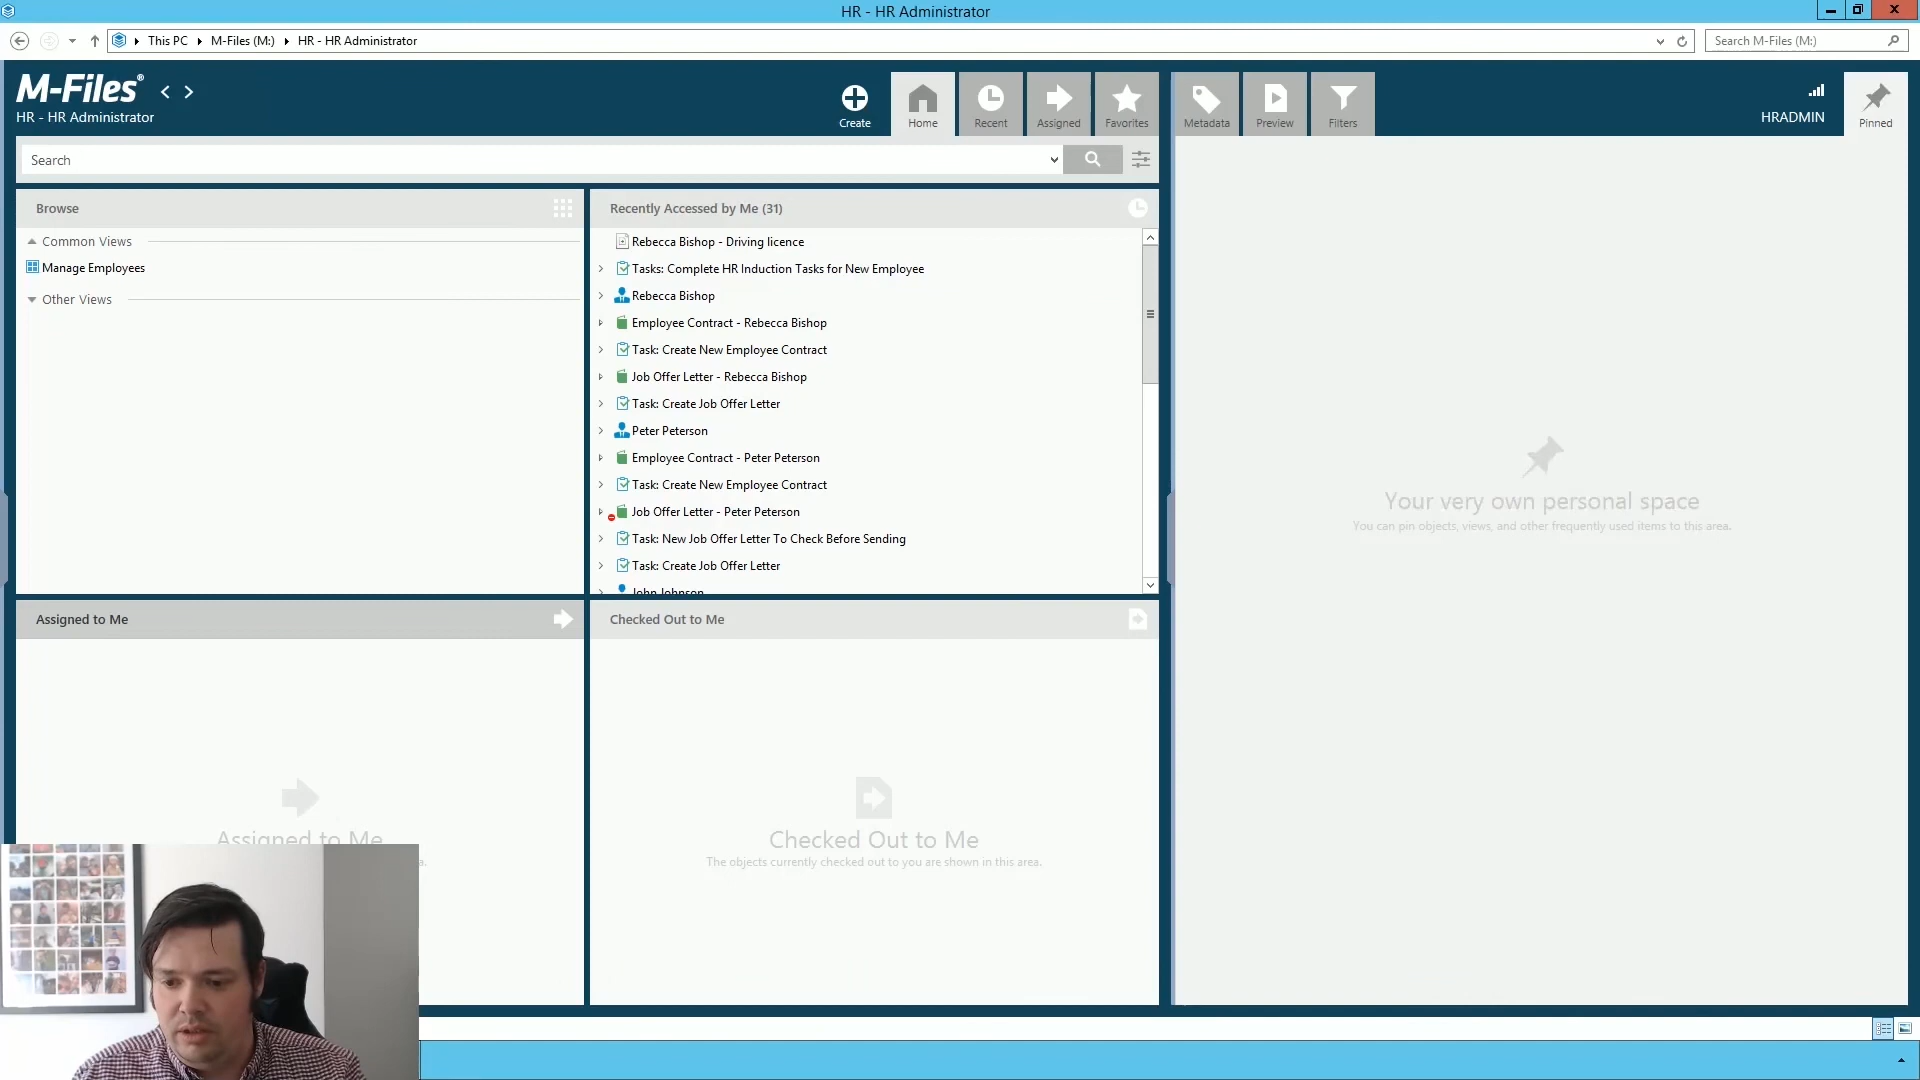 HR - HR Administrator
This PC
M-Files (M:)
HR - HR Administrator
Search M-Files (M:)
M-Files®
HR - HR Administrator
Create
Home
Recent
Assigned
Favorites
Metadata
Preview
Filters
HRADMIN
Pinned
Search
Browse
Common Views
Manage Employees
Other Views
Recently Accessed by Me (31)
Rebecca Bishop - Driving licence
Tasks: Complete HR Induction Tasks for New Employee
Rebecca Bishop
Employee Contract - Rebecca Bishop
Task: Create New Employee Contract
Job Offer Letter - Rebecca Bishop
Task: Create Job Offer Letter
Peter Peterson
Employee Contract - Peter Peterson
Task: Create New Employee Contract
Job Offer Letter - Peter Peterson
Task: New Job Offer Letter To Check Before Sending
Task: Create Job Offer Letter
John Johnson
Your very own personal space
You can pin objects, views, and other frequently used items to this area.
Assigned to Me
Assigned to Me
a.
Checked Out to Me
Checked Out to Me
The objects currently checked out to you are shown in this area.